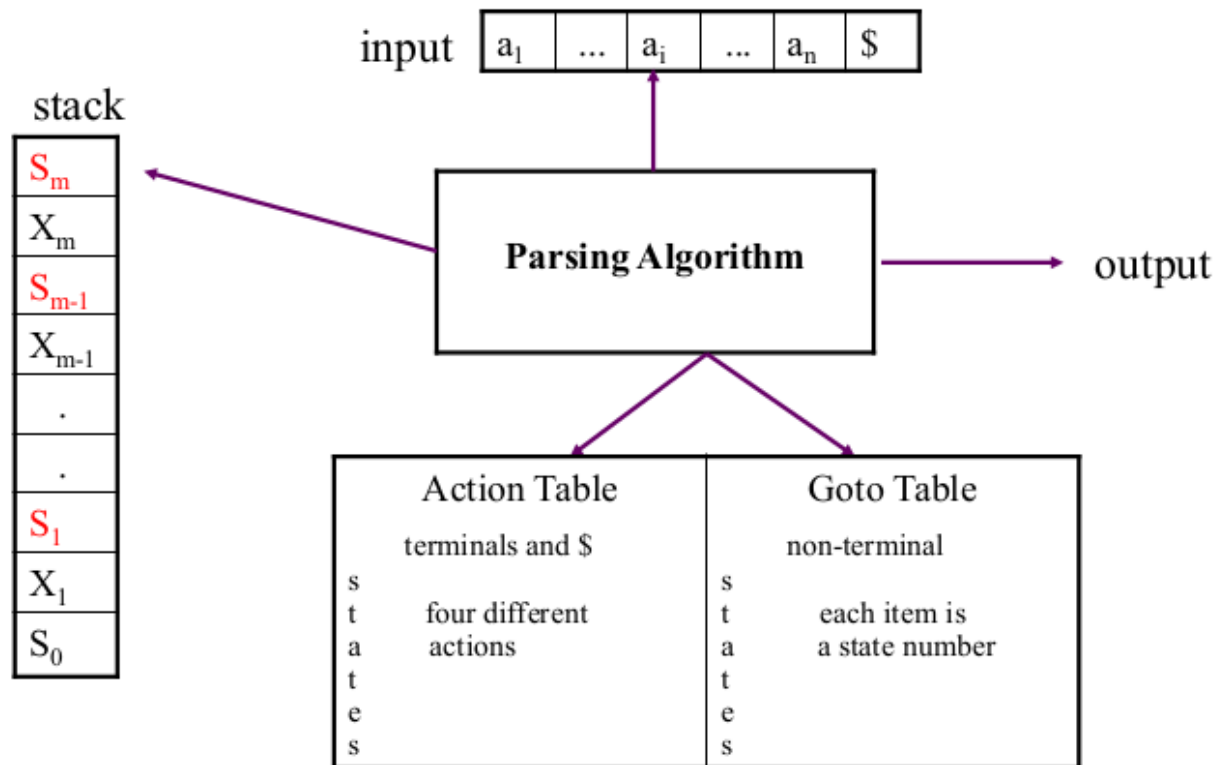 input a₁ ... aᵢ ... aₙ $
stack
Sₘ
Xₘ
Sₘ₋₁
Xₘ₋₁
.
.
S₁
X₁
S₀
Parsing Algorithm
output
Action Table
terminals and $
s
t four different
a actions
t
e
s
Goto Table
non-terminal
s
t each item is
a a state number
t
e
s